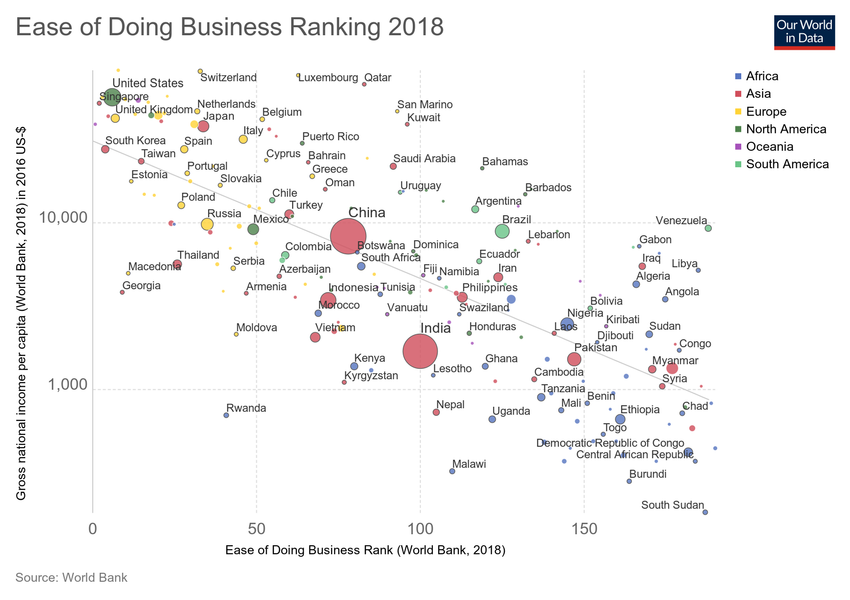 Ease of Doing Business Ranking 2018
Our World
in Data
Africa
Asia
Europe
North America
Oceania
South America
Switzerland
Luxembourg
Qatar
United States
Singapore
United Kingdom
Netherlands
San Marino
Japan
Belgium
Kuwait
South Korea
Spain
Italy
Puerto Rico
Taiwan
Cyprus
Bahrain
Saudi Arabia
Bahamas
Estonia
Portugal
Greece
Slovakia
Oman
Uruguay
Barbados
Poland
Chile
Argentina
Russia
Mexico
Turkey
China
Brazil
Venezuela
10,000
Lebanon
Colombia
Botswana
Dominica
Gabon
Thailand
Serbia
South Africa
Ecuador
Iraq
Libya
Macedonia
Azerbaijan
Fiji
Namibia
Iran
Algeria
Georgia
Armenia
Indonesia
Tunisia
Philippines
Angola
Morocco
Vanuatu
Swaziland
Bolivia
Moldova
Vietnam
India
Honduras
Nigeria
Kiribati
Laos
Djibouti
Sudan
Pakistan
Congo
Kenya
Ghana
Kyrgyzstan
Lesotho
Cambodia
Myanmar
1,000
Syria
Tanzania
Rwanda
Nepal
Uganda
Mali
Benin
Ethiopia
Chad
Togo
Democratic Republic of Congo
Central African Republic
Malawi
Burundi
South Sudan
0
50
100
150
Gross national income per capita (World Bank, 2018) in 2016 US-$
Ease of Doing Business Rank (World Bank, 2018)
Source: World Bank